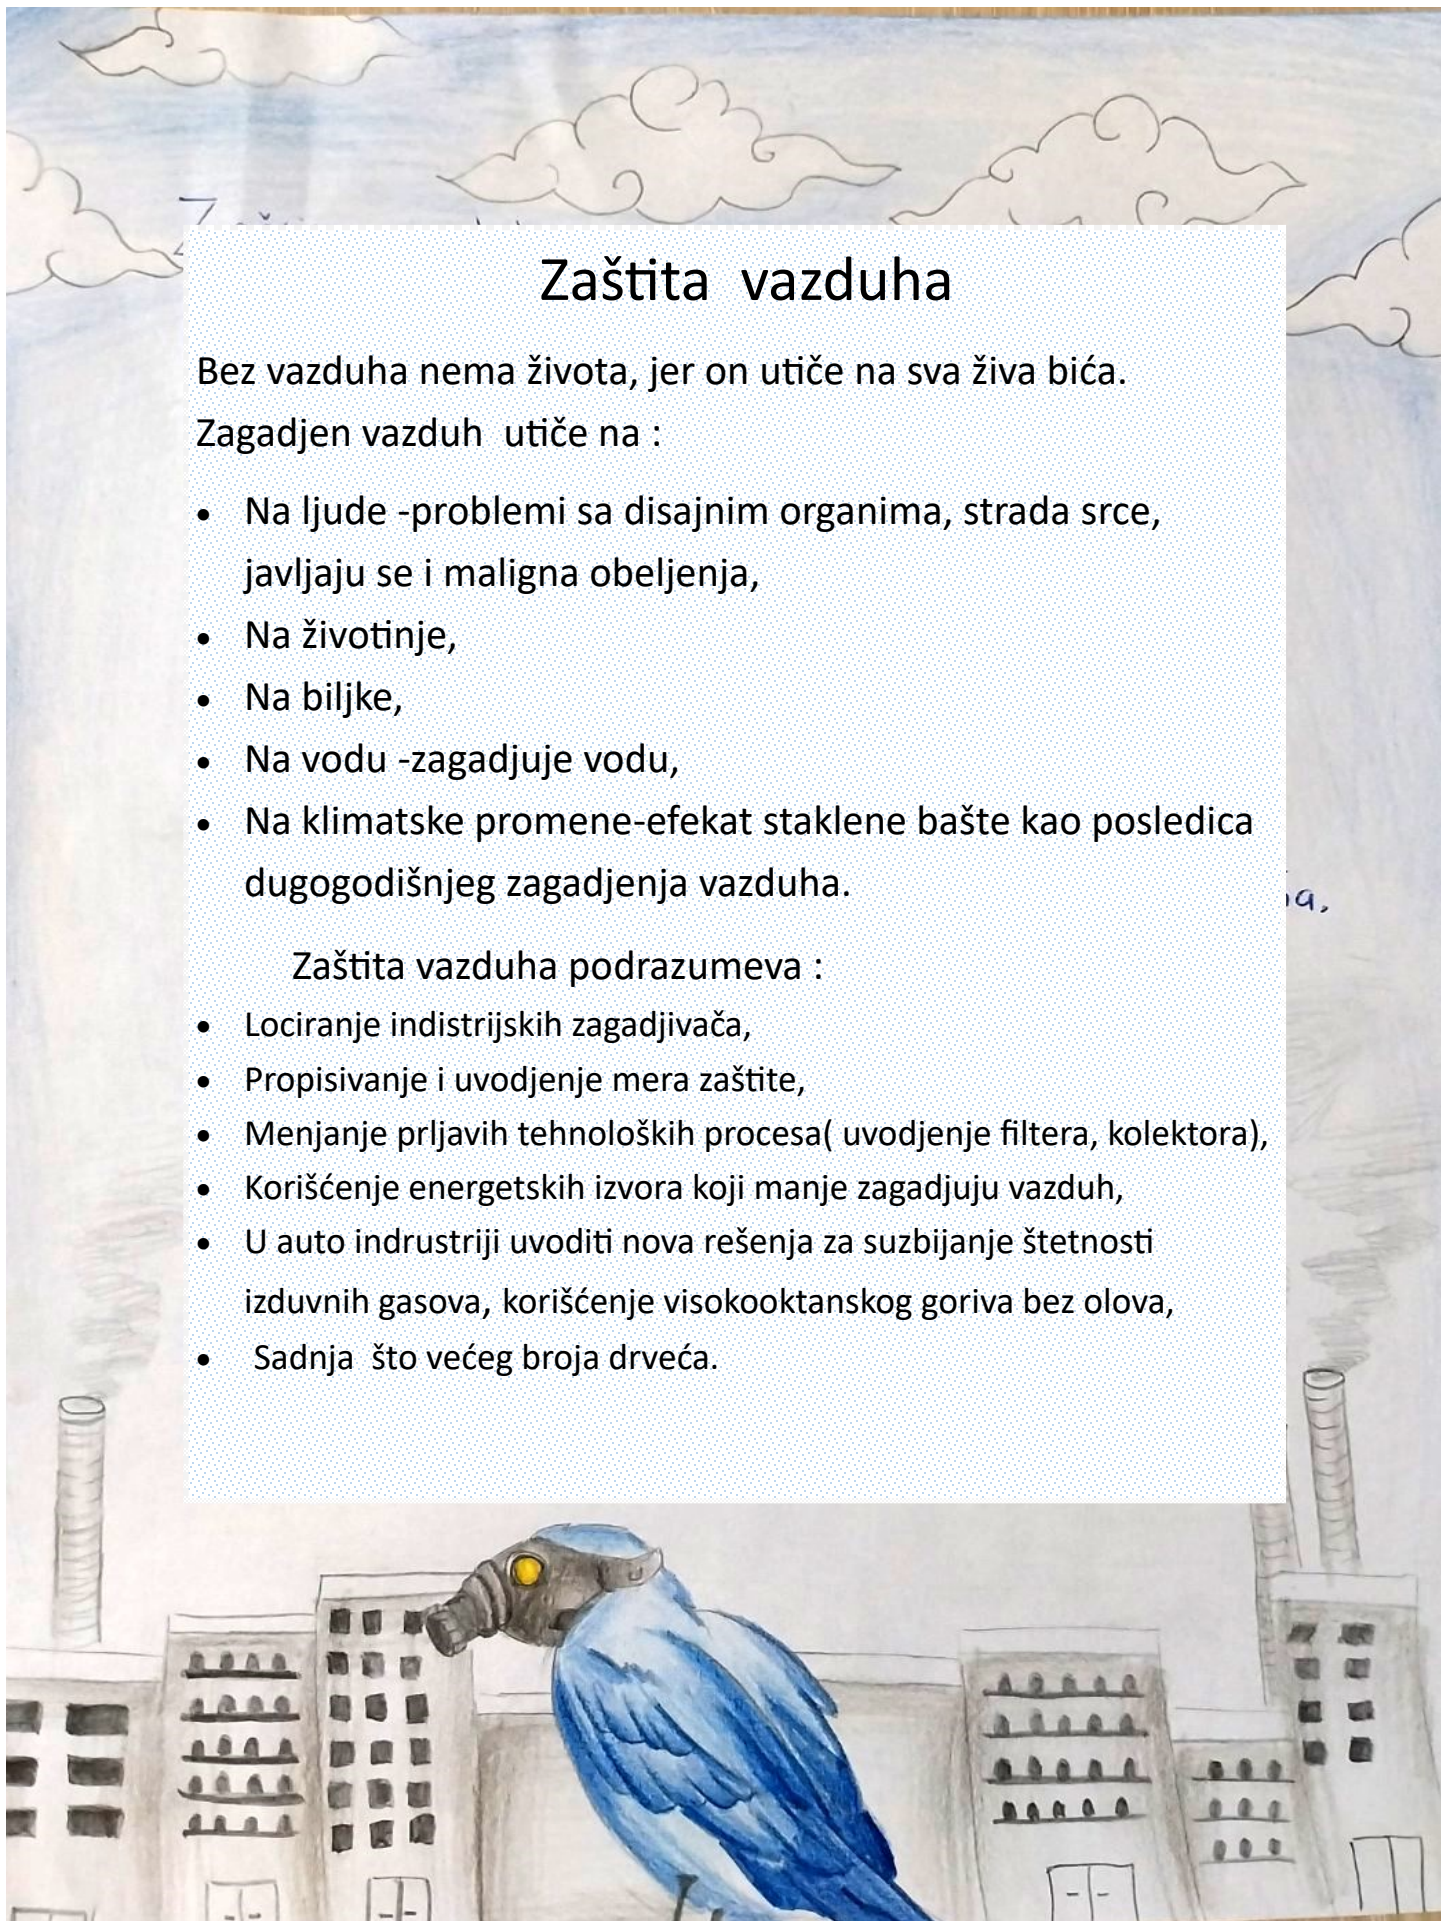 Zaštita vazduha
Bez vazduha nema života, jer on utiče na sva živa bića.
Zagadjen vazduh utiče na :
• Na ljude -problemi sa disajnim organima, strada srce,
javljaju se i maligna obeljenja,
• Na životinje,
• Na biljke,
• Na vodu -zagadjuje vodu,
• Na klimatske promene-efekat staklene bašte kao posledica
dugogodišnjeg zagadjenja vazduha.
Zaštita vazduha podrazumeva :
• Lociranje indistrijskih zagadjivača,
• Propisivanje i uvodjenje mera zaštite,
• Menjanje prljavih tehnoloških procesa( uvodjenje filtera, kolektora),
• Korišćenje energetskih izvora koji manje zagadjuju vazduh,
• U auto indrustriji uvoditi nova rešenja za suzbijanje štetnosti
izduvnih gasova, korišćenje visokooktanskog goriva bez olova,
• Sadnja što većeg broja drveća.